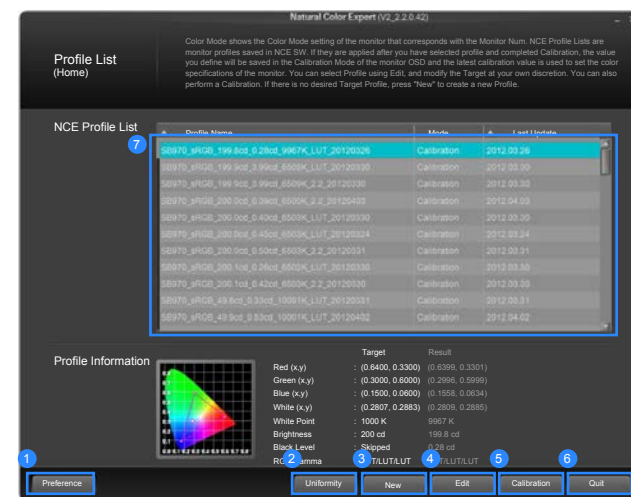 Natural Color Expert (V2_2.2.0.42)
Profile List
(Home)
Color Mode shows the Color Mode setting of the monitor that corresponds with the Monitor Num. NCE Profile Lists are
monitor profiles saved in NCE SW. If they are applied after you have selected profile and completed Calibration, the value
you define will be saved in the Calibration Mode of the monitor OSD and the latest calibration value is used to set the color
specifications of the monitor. You can select Profile using Edit, and modify the Target at your own discretion. You can also
perform a Calibration. If there is no desired Target Profile, press "New" to create a new Profile.
NCE Profile List
Profile Name Mode Last Update
7
SB970_sRGB_199.8cd_0.28cd_9967K_LUT_20120326 Calibration 2012.03.26
SB970_sRGB_199.9cd_3.99cd_6509K_LUT_20120330 Calibration 2012.03.30
SB970_sRGB_199.9cd_3.99cd_6509K_2.2_20120330 Calibration 2012.03.30
SB970_sRGB_200.0cd_0.39cd_6500K_2.2_20120403 Calibration 2012.04.03
SB970_sRGB_200.0cd_0.40cd_6503K_LUT_20120330 Calibration 2012.03.30
SB970_sRGB_200.0cd_0.45cd_6503K_LUT_20120324 Calibration 2012.03.24
SB970_sRGB_200.0cd_0.50cd_6503K_2.2_20120331 Calibration 2012.03.31
SB970_sRGB_200.1cd_0.26cd_6502K_LUT_20120330 Calibration 2012.03.30
SB970_sRGB_200.1cd_0.42cd_6503K_2.2_20120330 Calibration 2012.03.30
SB970_sRGB_49.8cd_0.33cd_10091K_LUT_20120331 Calibration 2012.03.31
SB970_sRGB_49.9cd_0.53cd_10001K_LUT_20120402 Calibration 2012.04.02
Profile Information
Target Result
Red (x,y) : (0.6400, 0.3300) (0.6399, 0.3301)
Green (x,y) : (0.3000, 0.6000) (0.2996, 0.5999)
Blue (x,y) : (0.1500, 0.0600) (0.1558, 0.0634)
White (x,y) : (0.2807, 0.2883) (0.2809, 0.2885)
White Point : 1000 K 9967 K
Brightness : 200 cd 199.8 cd
Black Level : Skipped 0.28 cd
1 2 3 4 5 6
Preference Uniformity New Edit Calibration Quit